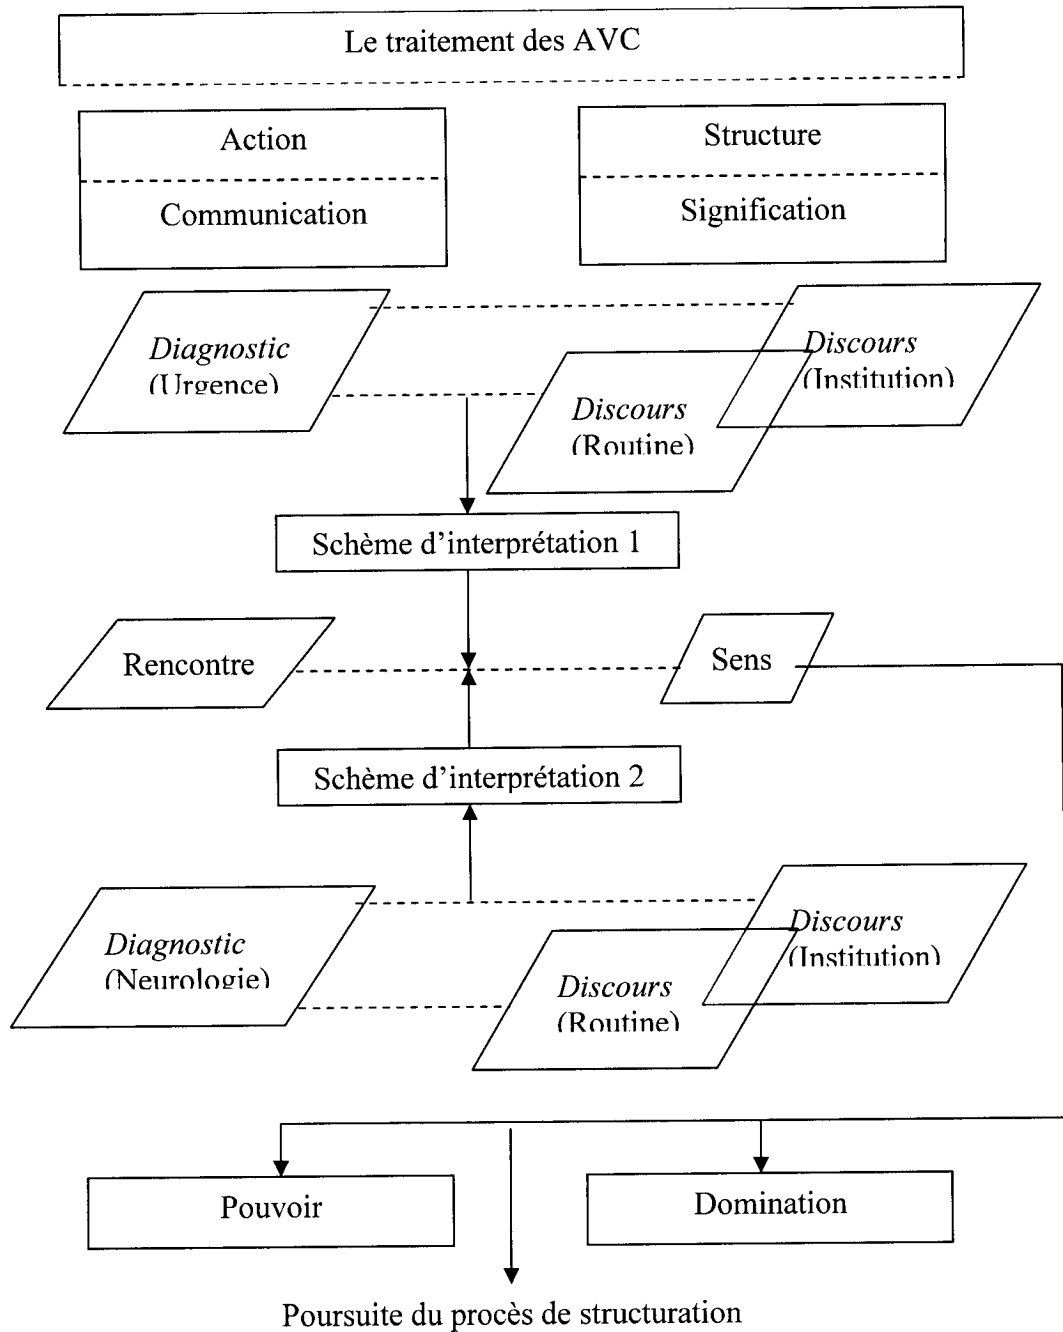 Le traitement des AVC
Action
Structure
Communication
Signification
Diagnostic
(Urgence)
Discours
(Institution)
Discours
(Routine)
Schème d'interprétation 1
Rencontre
Sens
Schème d'interprétation 2
Diagnostic
(Neurologie)
Discours
(Institution)
Discours
(Routine)
Pouvoir
Domination
Poursuite du procès de structuration